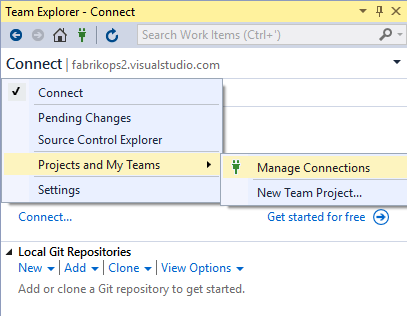 Team Explorer - Connect
Search Work Items (Ctrl+')
Connect | fabrikops2.visualstudio.com
Connect
Pending Changes
Source Control Explorer
Projects and My Teams
Manage Connections
Settings
New Team Project...
Connect...
Get started for free
Local Git Repositories
New | Add | Clone | View Options
Add or clone a Git repository to get started.